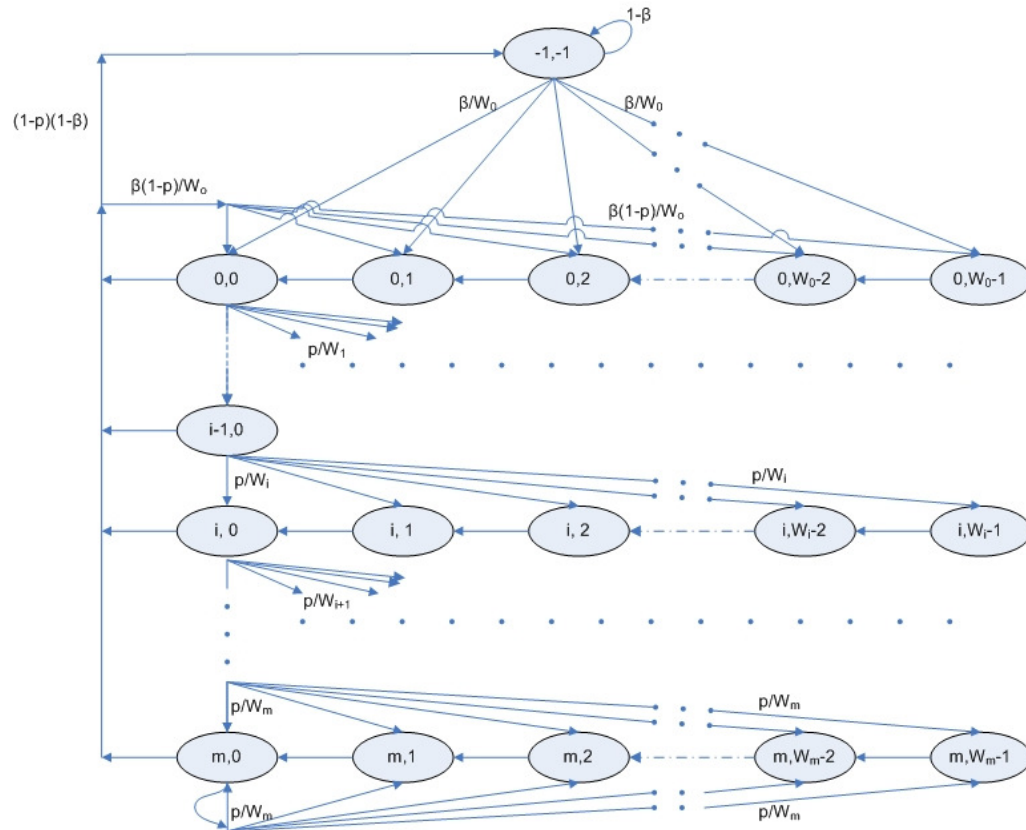 1-β
-1,-1
β/W₀
β/W₀
(1-p)(1-β)
β(1-p)/Wₒ
β(1-p)/Wₒ
0,0
0,1
0,2
0,W₀-2
0,W₀-1
p/W₁
i-1,0
p/Wᵢ
p/Wᵢ
i, 0
i, 1
i, 2
i,Wᵢ-2
i,Wᵢ-1
p/Wᵢ₊₁
p/Wₘ
p/Wₘ
m,0
m,1
m,2
m,Wₘ-2
m,Wₘ-1
p/Wₘ
p/Wₘ